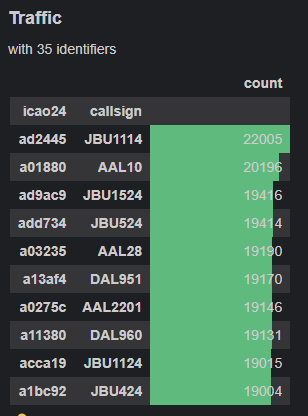 Traffic
with 35 identifiers
count
icao24 callsign
ad2445 JBU1114 22005
a01880 AAL10 20196
ad9ac9 JBU1524 19416
add734 JBU524 19414
a03235 AAL28 19190
a13af4 DAL951 19170
a0275c AAL2201 19146
a11380 DAL960 19131
acca19 JBU1124 19015
a1bc92 JBU424 19004